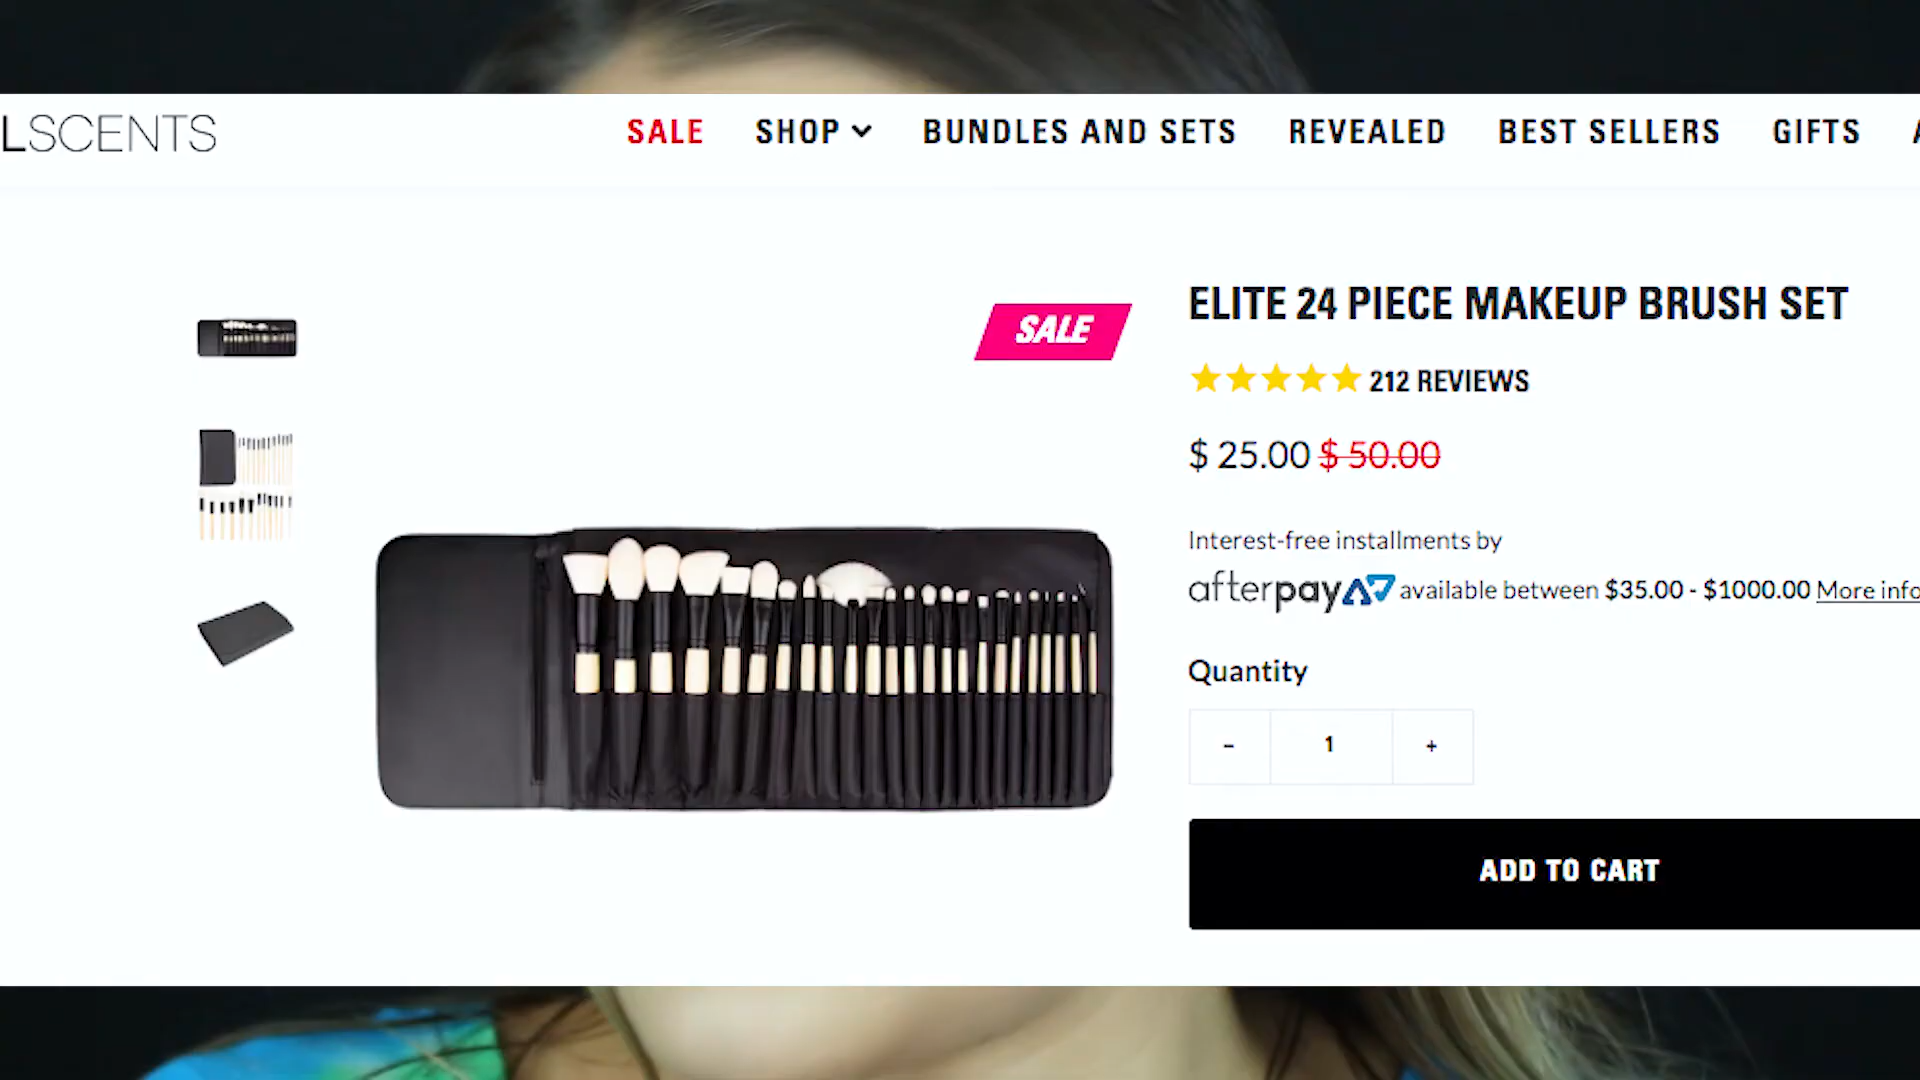 LSCENTS
SALE SHOP BUNDLES AND SETS REVEALED BEST SELLERS GIFTS
SALE
ELITE 24 PIECE MAKEUP BRUSH SET
212 REVIEWS
$ 25.00 $ 50.00
Interest-free installments by
afterpay available between $35.00 - $1000.00 More info
Quantity
- 1 +
ADD TO CART